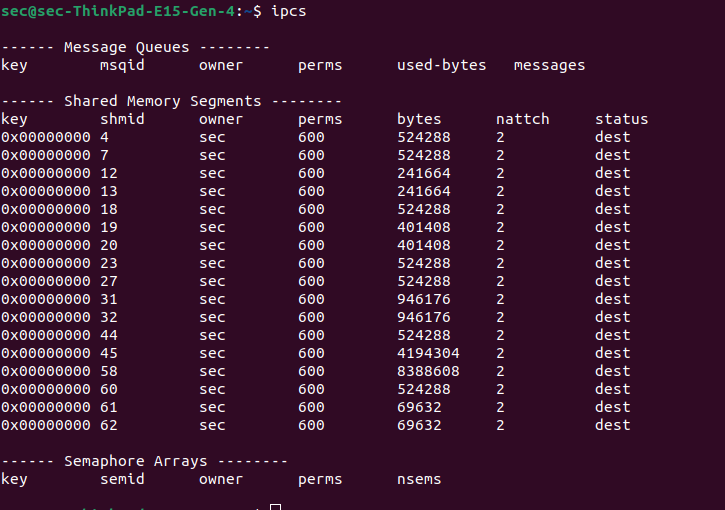 sec@sec-ThinkPad-E15-Gen-4:~$ ipcs
------ Message Queues --------
key        msqid      owner      perms      used-bytes   messages
------ Shared Memory Segments --------
key        shmid      owner      perms      bytes      nattch     status
0x00000000 4          sec        600        524288     2          dest
0x00000000 7          sec        600        524288     2          dest
0x00000000 12         sec        600        241664     2          dest
0x00000000 13         sec        600        241664     2          dest
0x00000000 18         sec        600        524288     2          dest
0x00000000 19         sec        600        401408     2          dest
0x00000000 20         sec        600        401408     2          dest
0x00000000 23         sec        600        524288     2          dest
0x00000000 27         sec        600        524288     2          dest
0x00000000 31         sec        600        946176     2          dest
0x00000000 32         sec        600        946176     2          dest
0x00000000 44         sec        600        524288     2          dest
0x00000000 45         sec        600        4194304    2          dest
0x00000000 58         sec        600        8388608    2          dest
0x00000000 60         sec        600        524288     2          dest
0x00000000 61         sec        600        69632      2          dest
0x00000000 62         sec        600        69632      2          dest
------ Semaphore Arrays --------
key        semid      owner      perms      nsems